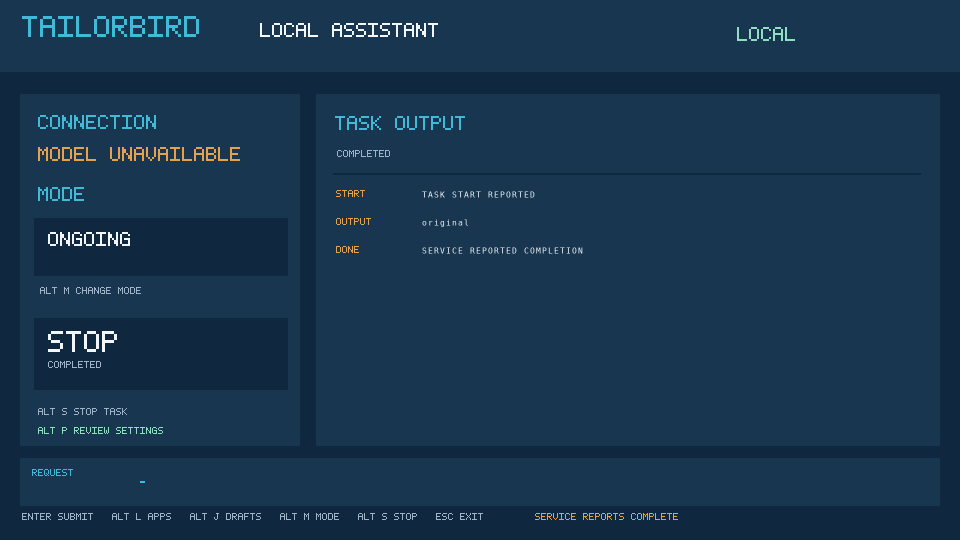 TAILORBIRD LOCAL ASSISTANT LOCAL
CONNECTION
MODEL UNAVAILABLE
MODE
ONGOING
ALT M CHANGE MODE
STOP
COMPLETED
ALT S STOP TASK
ALT P REVIEW SETTINGS
TASK OUTPUT
COMPLETED
START TASK START REPORTED
OUTPUT original
DONE SERVICE REPORTED COMPLETION
REQUEST _
ENTER SUBMIT ALT L APPS ALT J DRAFTS ALT M MODE ALT S STOP ESC EXIT SERVICE REPORTS COMPLETE